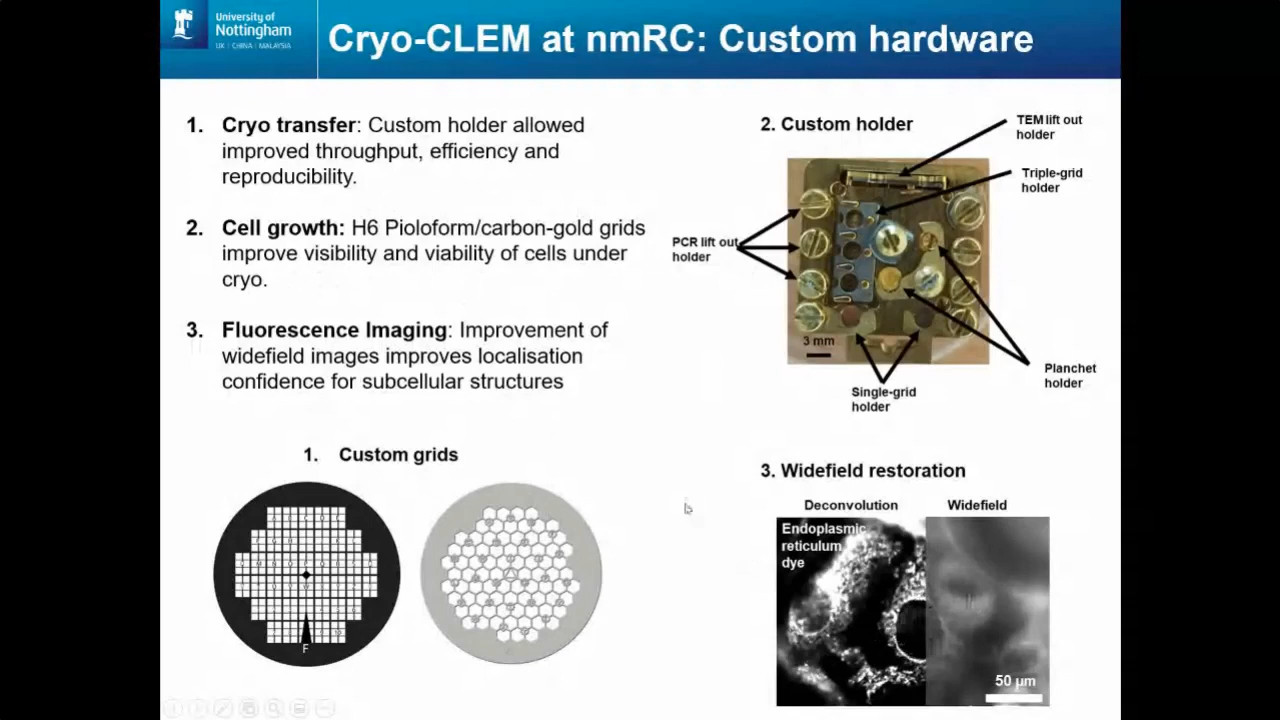 University of
Nottingham
UK | CHINA | MALAYSIA
Cryo-CLEM at nmRC: Custom hardware
1. Cryo transfer: Custom holder allowed
improved throughput, efficiency and
reproducibility.
2. Cell growth: H6 Pioloform/carbon-gold grids
improve visibility and viability of cells under
cryo.
3. Fluorescence Imaging: Improvement of
widefield images improves localisation
confidence for subcellular structures
1. Custom grids
F
2. Custom holder
TEM lift out
holder
Triple-grid
holder
PCR lift out
holder
3 mm
Planchet
holder
Single-grid
holder
3. Widefield restoration
Deconvolution
Widefield
Endoplasmic
reticulum
dye
50 μm